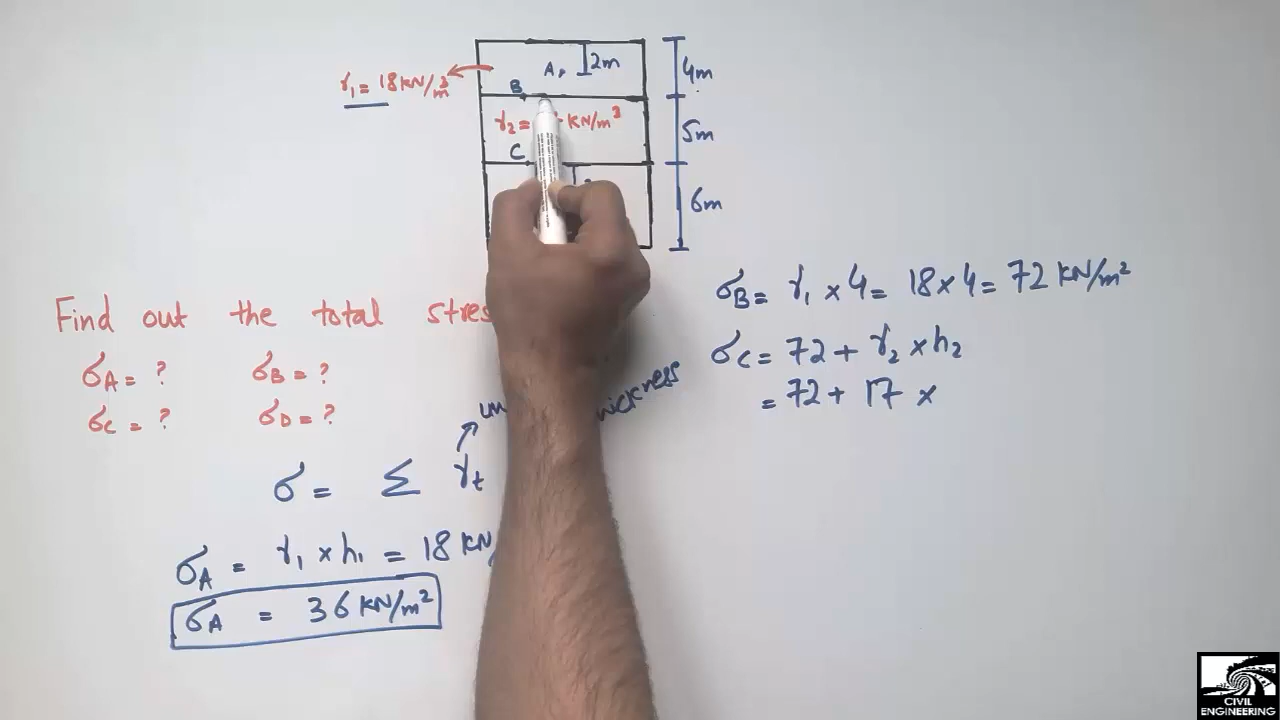 A 2m
4m
γ₁ = 18 KN/m³
B
γ₂ = KN/m³
5m
C
6m
Find out the total
σA = ? σB = ?
σC = ? σD = ?
σ = Σ γt
σA = γ₁ × h₁ = 18 KN/
σA = 36 KN/m²
σB = γ₁ × 4 = 18 × 4 = 72 KN/m²
σC = 72 + γ₂ × h₂
= 72 + 17 ×
CIVIL
ENGINEERING